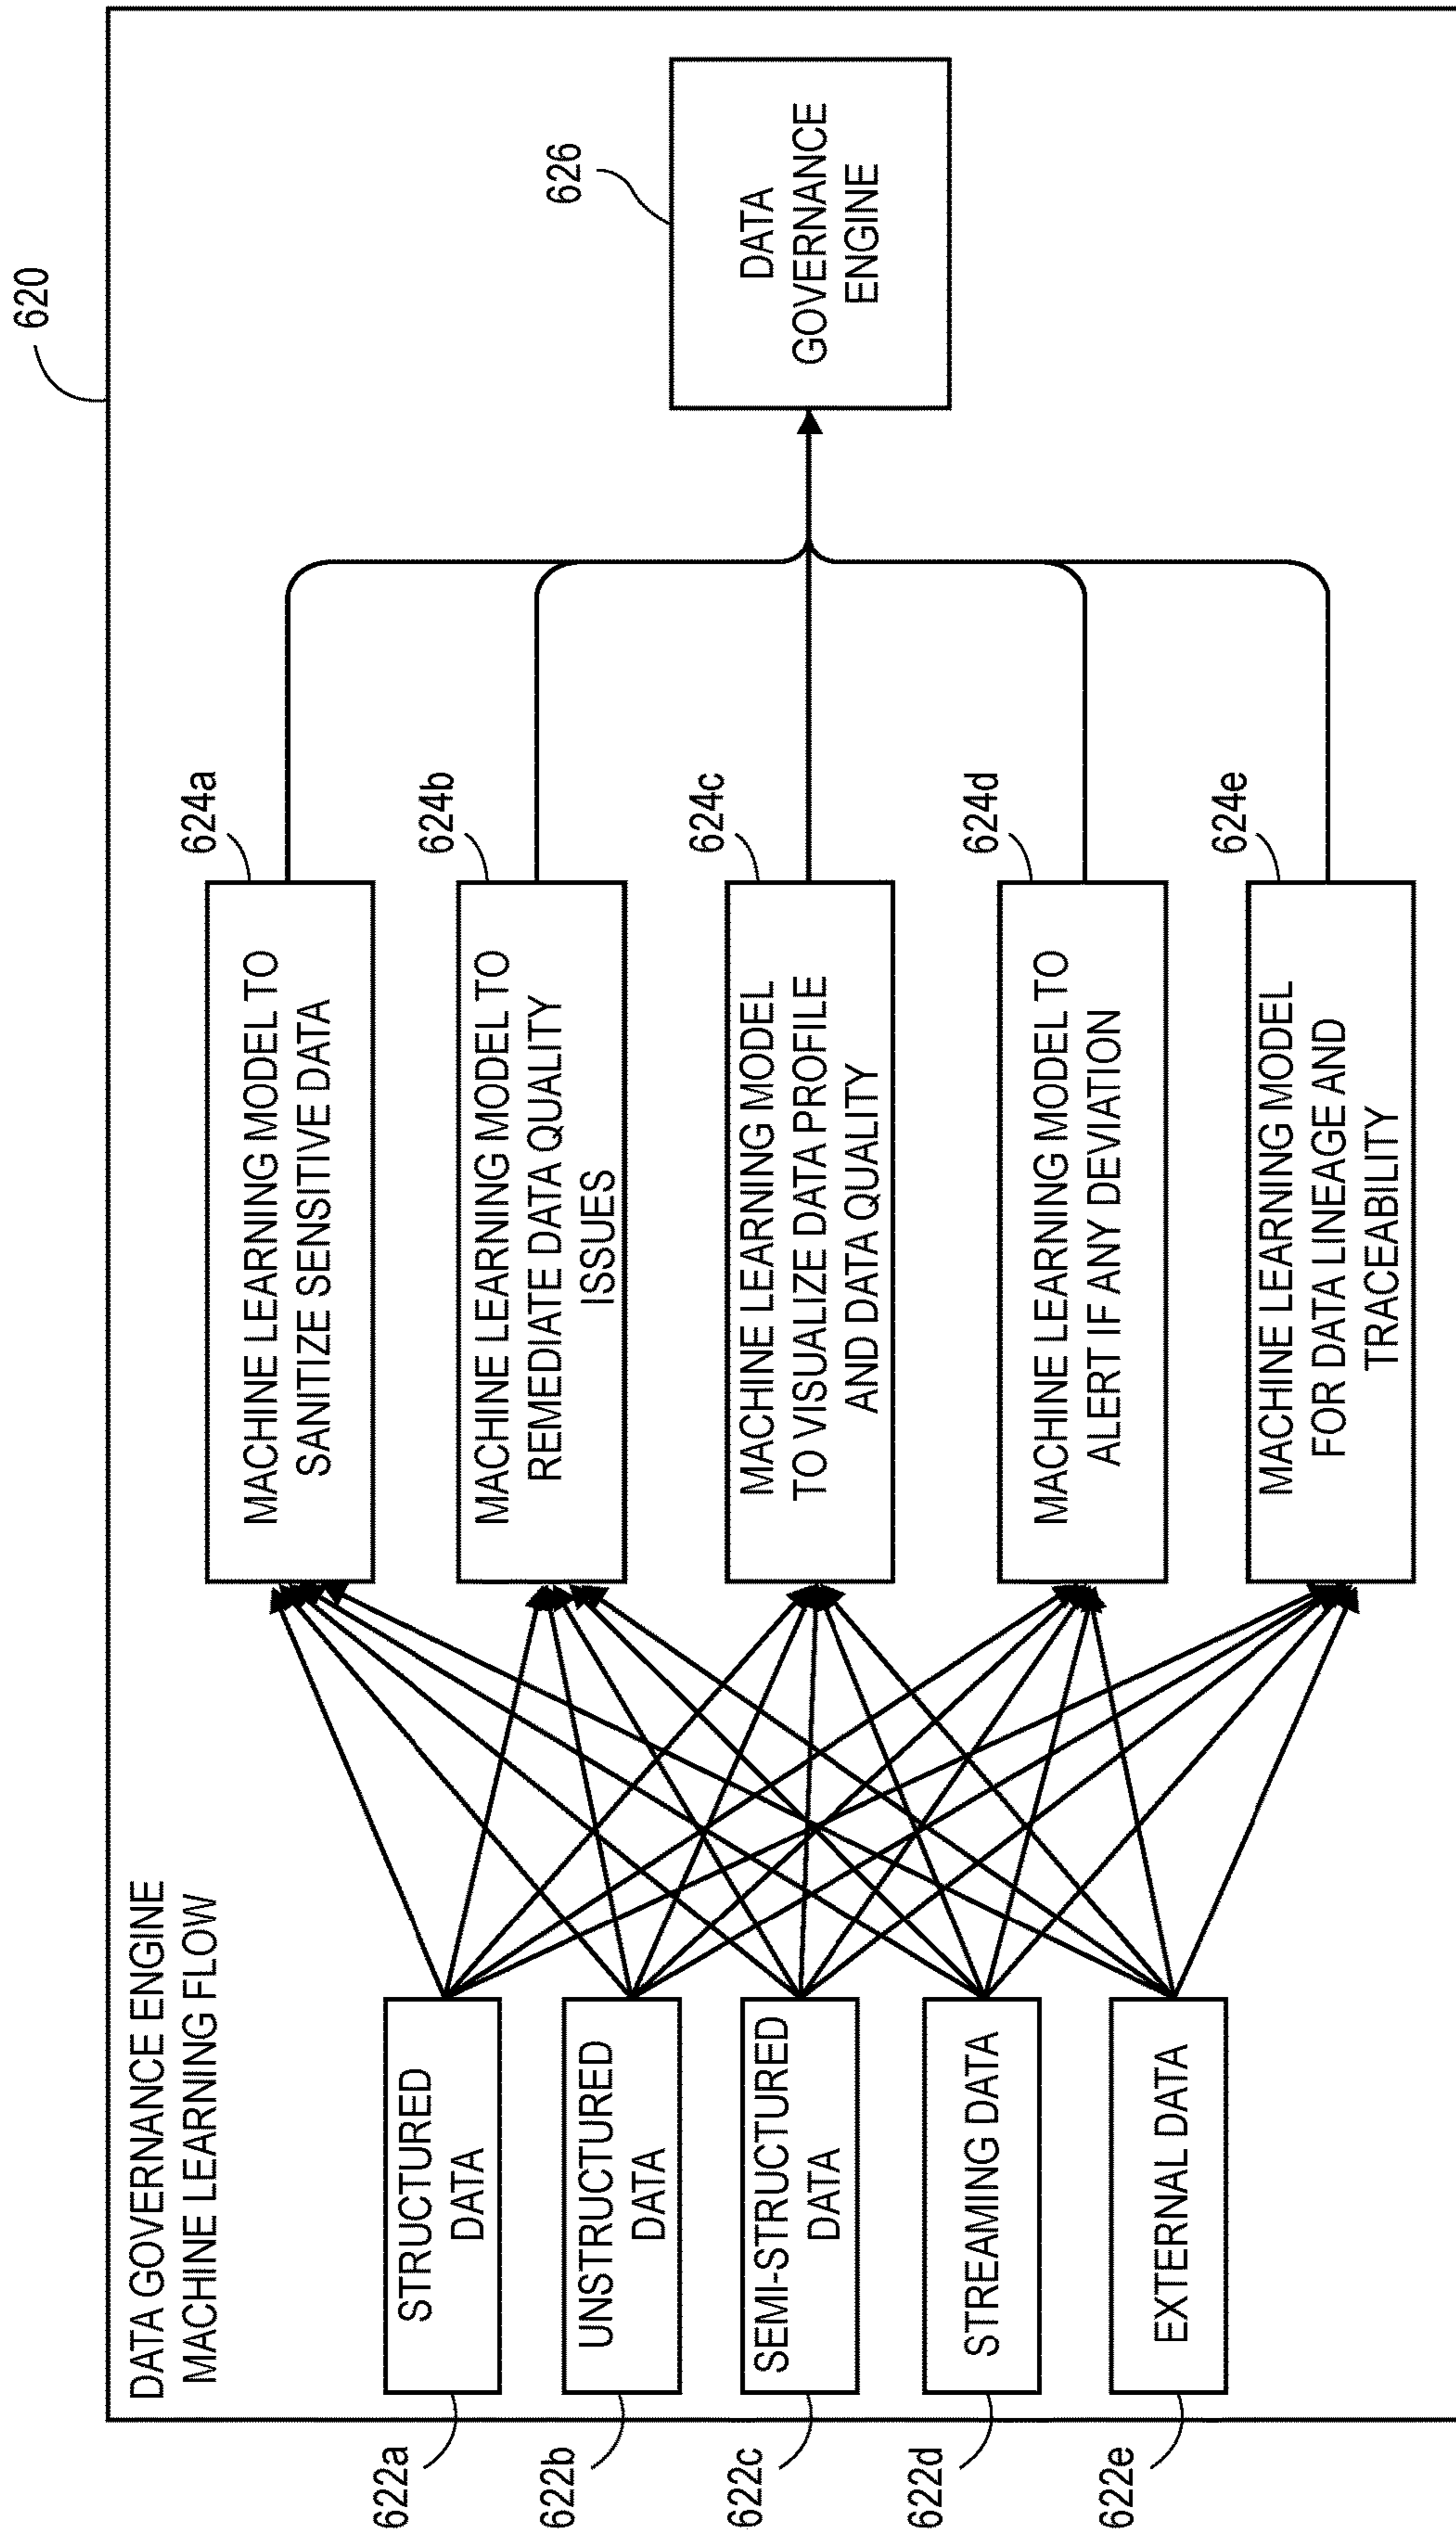 620
DATA GOVERNANCE ENGINE
MACHINE LEARNING FLOW
622a
STRUCTURED
DATA
622b
UNSTRUCTURED
DATA
622c
SEMI-STRUCTURED
DATA
622d
STREAMING DATA
622e
EXTERNAL DATA
624a
MACHINE LEARNING MODEL TO
SANITIZE SENSITIVE DATA
624b
MACHINE LEARNING MODEL TO
REMEDIATE DATA QUALITY
ISSUES
624c
MACHINE LEARNING MODEL
TO VISUALIZE DATA PROFILE
AND DATA QUALITY
624d
MACHINE LEARNING MODEL TO
ALERT IF ANY DEVIATION
624e
MACHINE LEARNING MODEL
FOR DATA LINEAGE AND
TRACEABILITY
626
DATA
GOVERNANCE
ENGINE